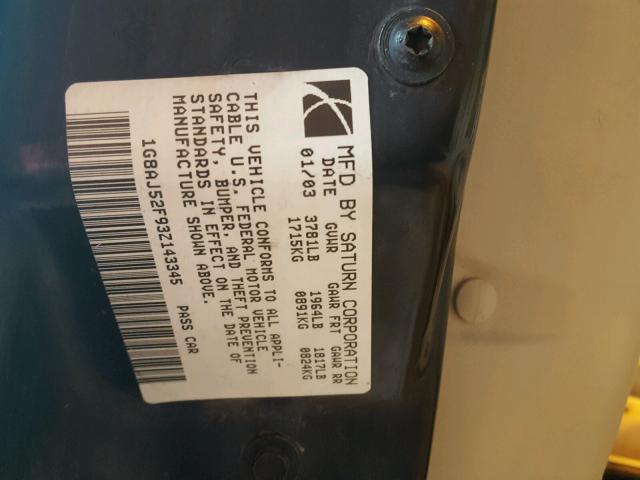 MFD BY SATURN CORPORATION
DATE GVWR GAWR FRT GAWR RR
01/03 3781LB 1964LB 1817LB
1715KG 0891KG 0824KG
THIS VEHICLE CONFORMS TO ALL APPLI-
CABLE U.S. FEDERAL MOTOR VEHICLE
SAFETY, BUMPER, AND THEFT PREVENTION
STANDARDS IN EFFECT ON THE DATE OF
MANUFACTURE SHOWN ABOVE.
1G8AJ52F93Z143345 PASS CAR